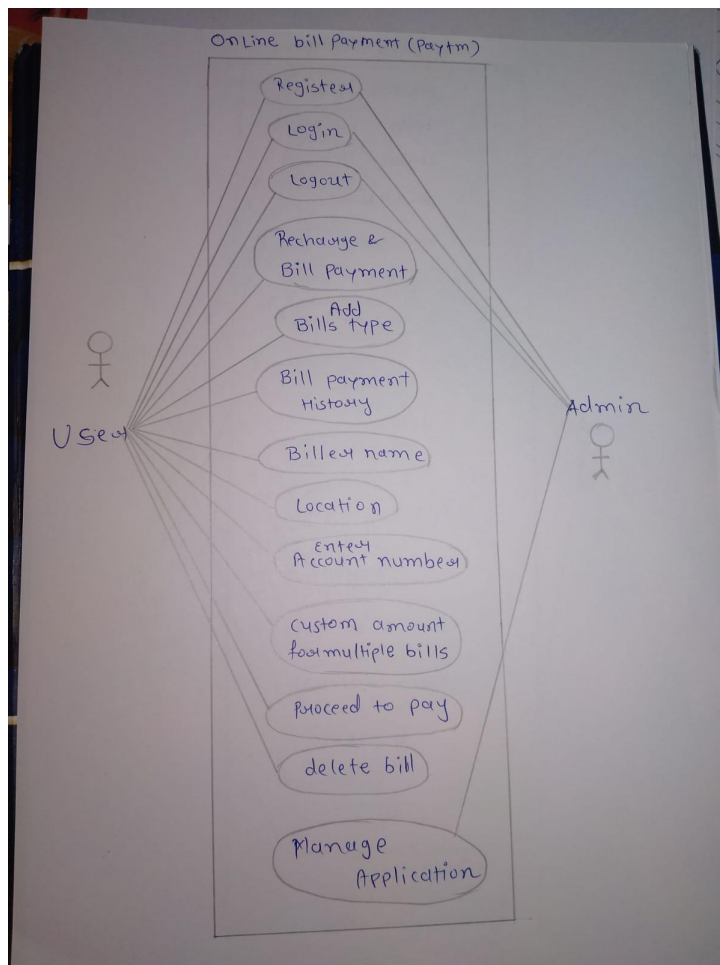 Online bill payment (Paytm)
Register
Login
Logout
Recharge &
Bill payment
Add
Bills type
Bill payment
History
Admin
User
Biller name
Location
Enter
Account number
custom amount
for multiple bills
proceed to pay
delete bill
Manage
Application